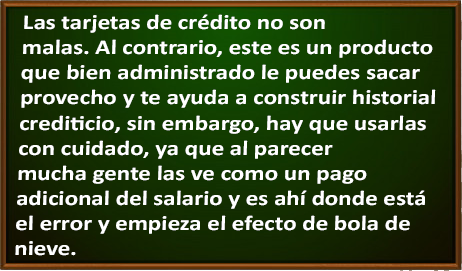 Las tarjetas de crédito no son
malas. Al contrario, este es un producto
que bien administrado le puedes sacar
provecho y te ayuda a construir historial
crediticio, sin embargo, hay que usarlas
con cuidado, ya que al parecer
mucha gente las ve como un pago
adicional del salario y es ahí donde está
el error y empieza el efecto de bola de
nieve.